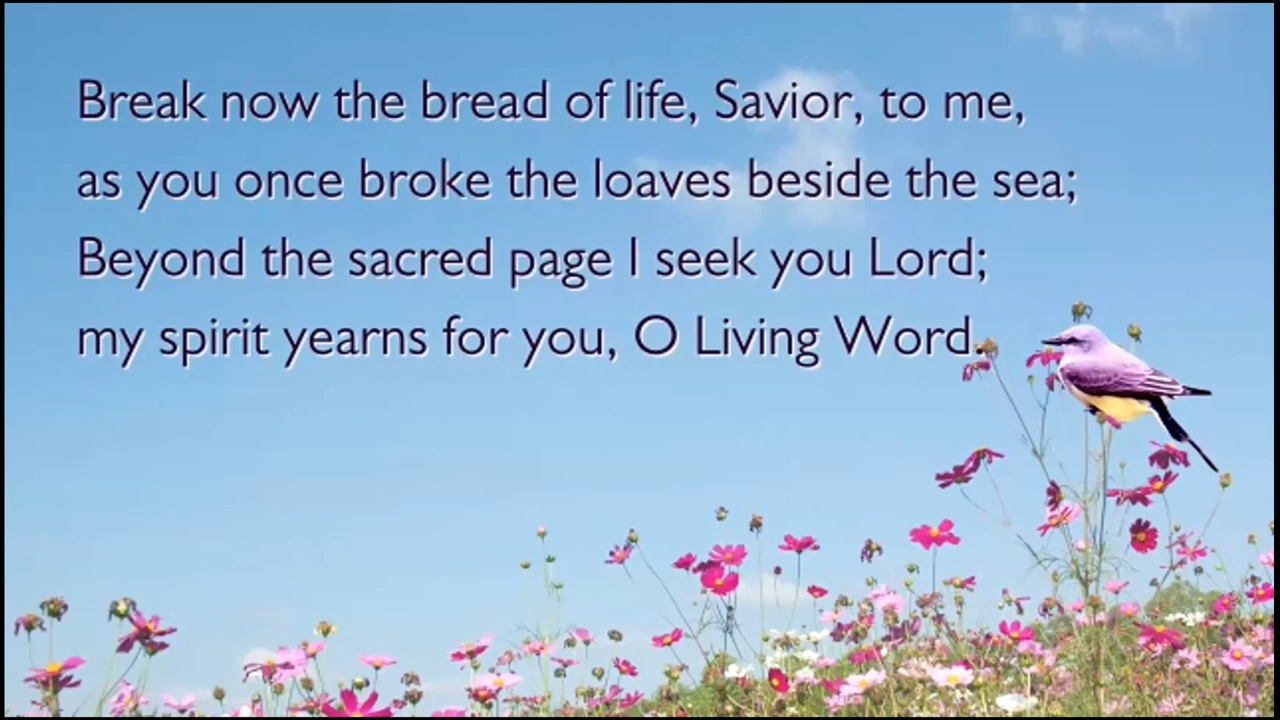 Break now the bread of life, Savior, to me,
as you once broke the loaves beside the sea;
Beyond the sacred page I seek you Lord;
my spirit yearns for you, O Living Word.